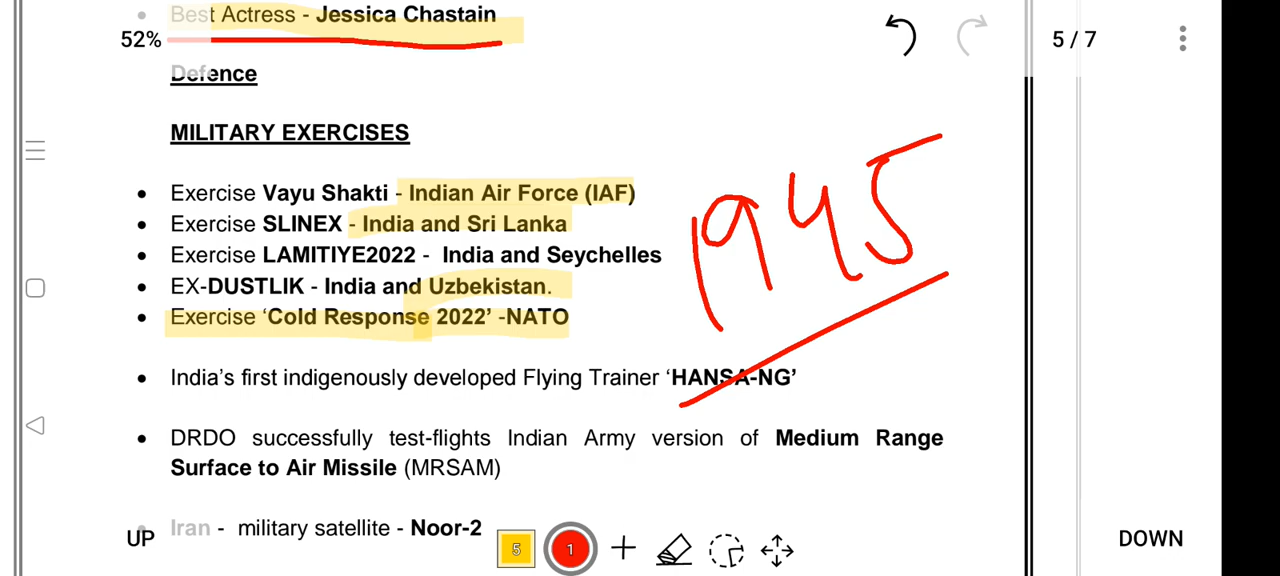 Best Actress - Jessica Chastain
52%
5 / 7
Defence
MILITARY EXERCISES
• Exercise Vayu Shakti - Indian Air Force (IAF)
• Exercise SLINEX - India and Sri Lanka
• Exercise LAMITIYE2022 - India and Seychelles
• EX-DUSTLIK - India and Uzbekistan.
• Exercise ‘Cold Response 2022’ -NATO
1945
• India’s first indigenously developed Flying Trainer ‘HANSA-NG’
• DRDO successfully test-flights Indian Army version of Medium Range
Surface to Air Missile (MRSAM)
• Iran - military satellite - Noor-2
UP
5
1
DOWN